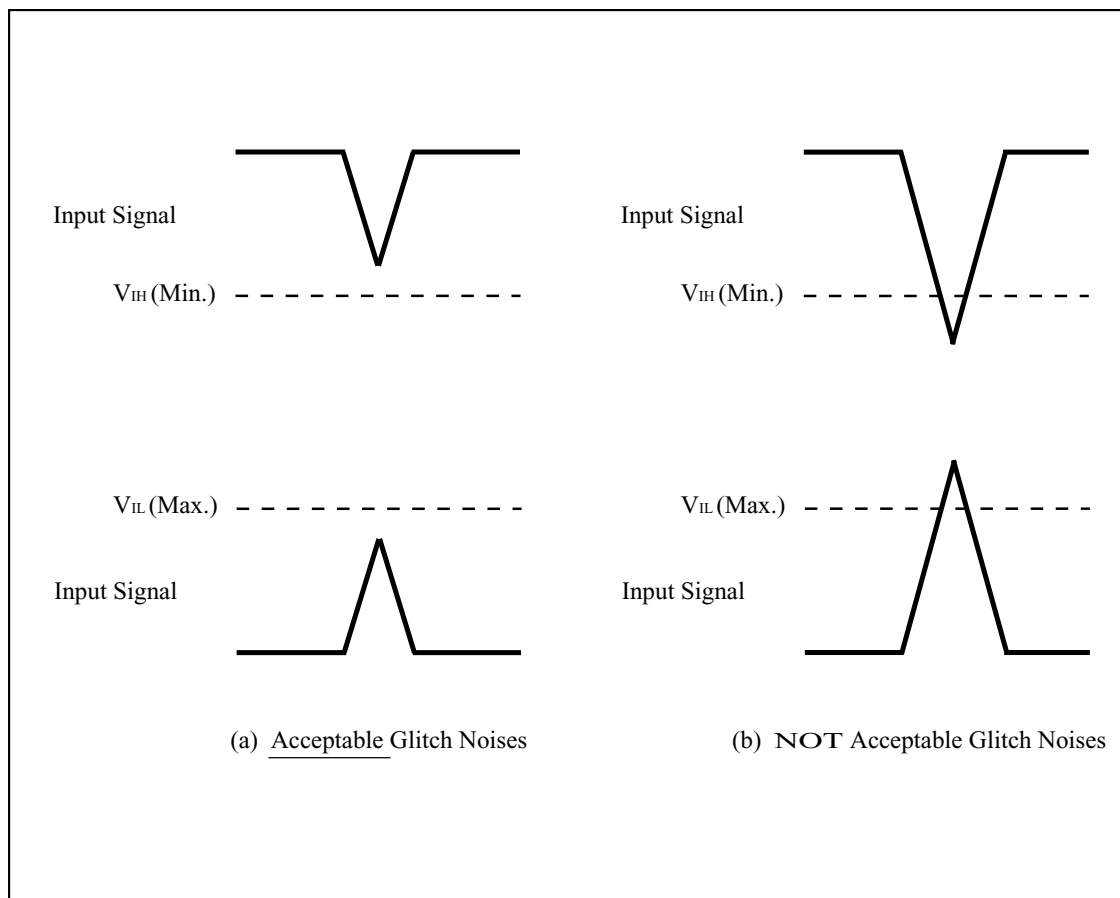 Input Signal
VIH (Min.)
VIL (Max.)
Input Signal
(a) Acceptable Glitch Noises
Input Signal
VIH (Min.)
VIL (Max.)
Input Signal
(b) NOT Acceptable Glitch Noises